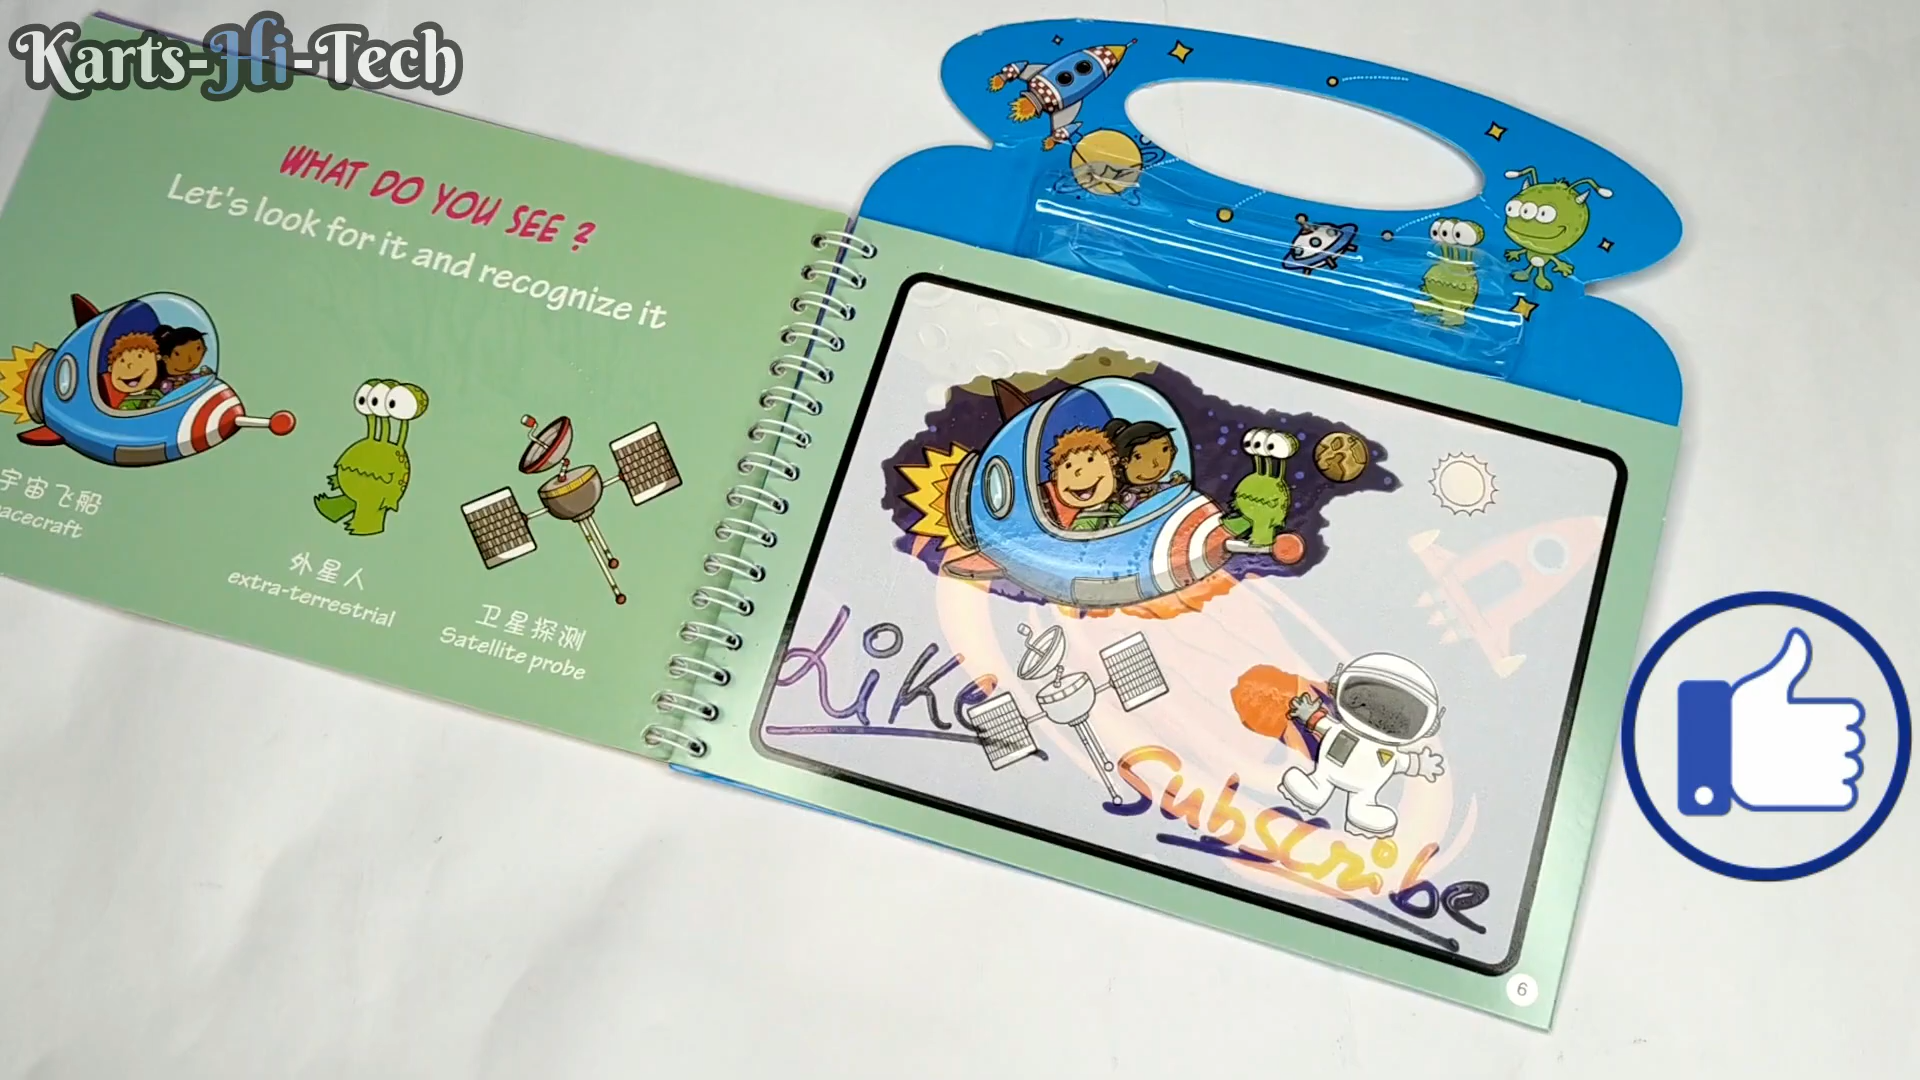 Karts-Hi-Tech
WHAT DO YOU SEE ?
Let's look for it and recognize it
宇宙飞船
acecraft
外星人
extra-terrestrial
卫星探测
Satellite probe
Like
Subscribe
6